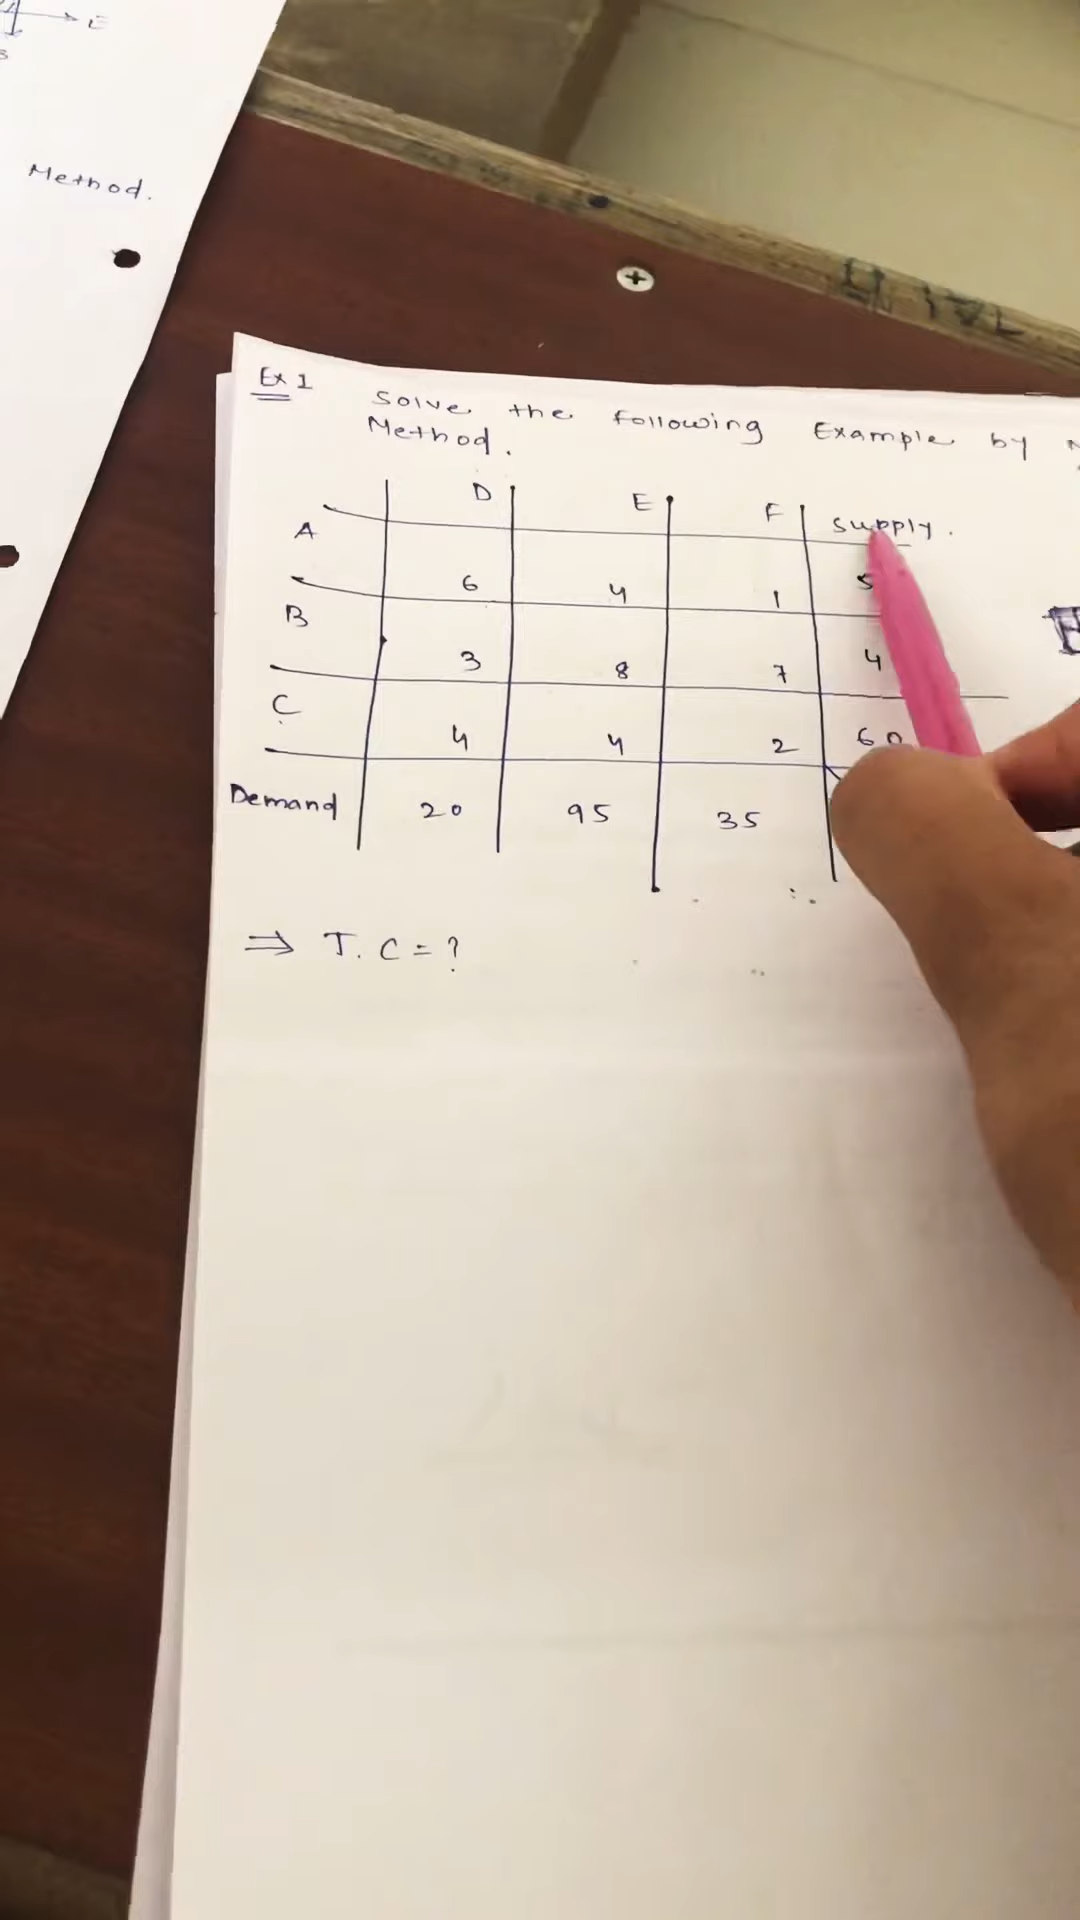 Method.
Ex 1 Solve the following Example by
Method.
D E F Supply.
A 6 4 1
B 3 8 7
C 4 4 2 60
Demand 20 95 35
⇒ T. C = ?